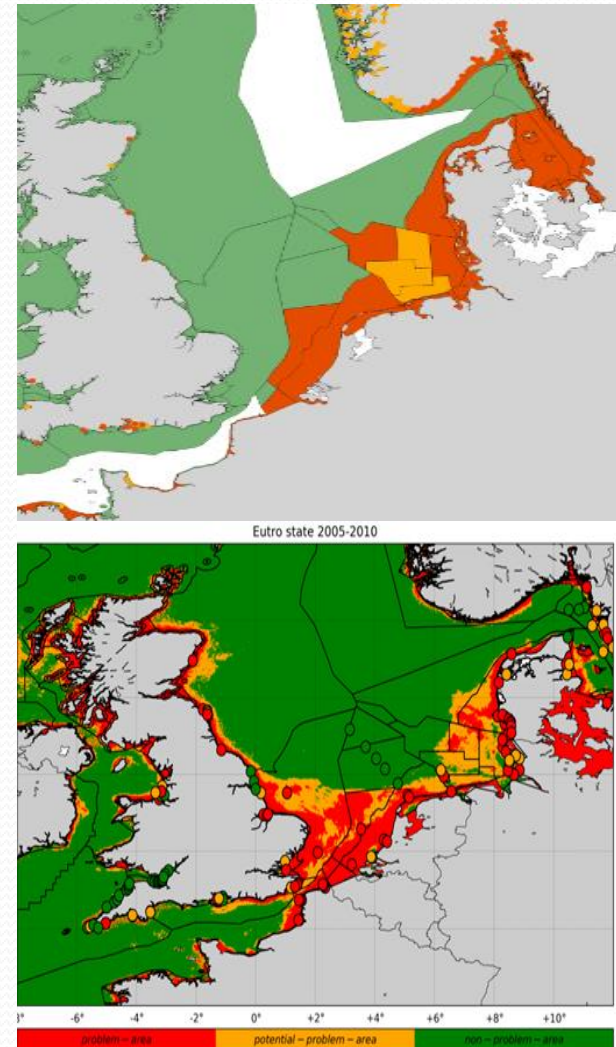 Eutro state 2005-2010
8° -6° -4° -2° 0° +2° +4° +6° +8° +10°
problem – area potential – problem – area non – problem – area